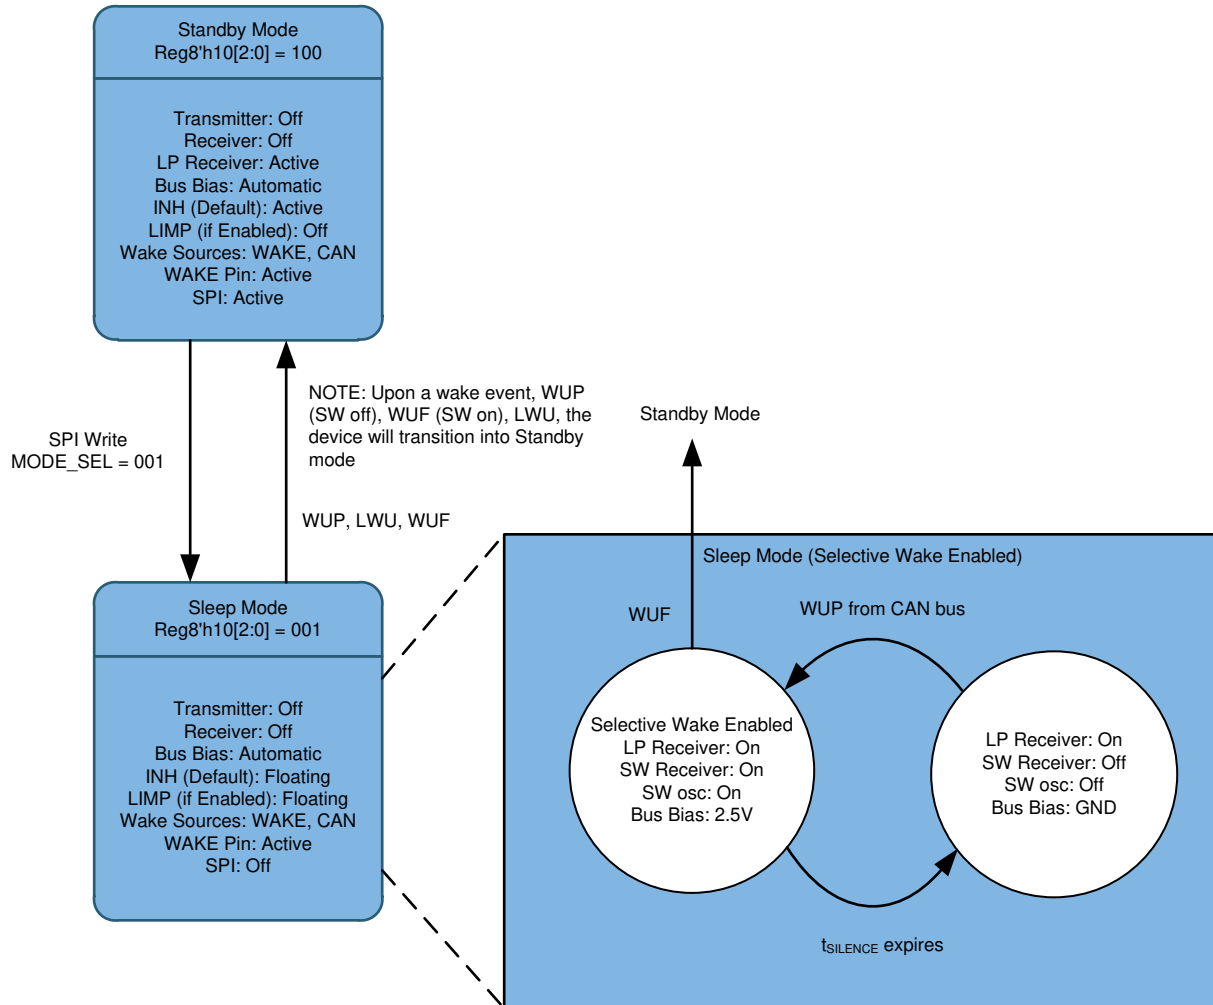 Standby Mode
Reg8'h10[2:0] = 100
Transmitter: Off
Receiver: Off
LP Receiver: Active
Bus Bias: Automatic
INH (Default): Active
LIMP (if Enabled): Off
Wake Sources: WAKE, CAN
WAKE Pin: Active
SPI: Active
SPI Write
MODE_SEL = 001
NOTE: Upon a wake event, WUP
(SW off), WUF (SW on), LWU, the
device will transition into Standby
mode
WUP, LWU, WUF
Sleep Mode
Reg8'h10[2:0] = 001
Transmitter: Off
Receiver: Off
Bus Bias: Automatic
INH (Default): Floating
LIMP (if Enabled): Floating
Wake Sources: WAKE, CAN
WAKE Pin: Active
SPI: Off
Standby Mode
Sleep Mode (Selective Wake Enabled)
WUF
WUP from CAN bus
Selective Wake Enabled
LP Receiver: On
SW Receiver: On
SW osc: On
Bus Bias: 2.5V
LP Receiver: On
SW Receiver: Off
SW osc: Off
Bus Bias: GND
tSILENCE expires